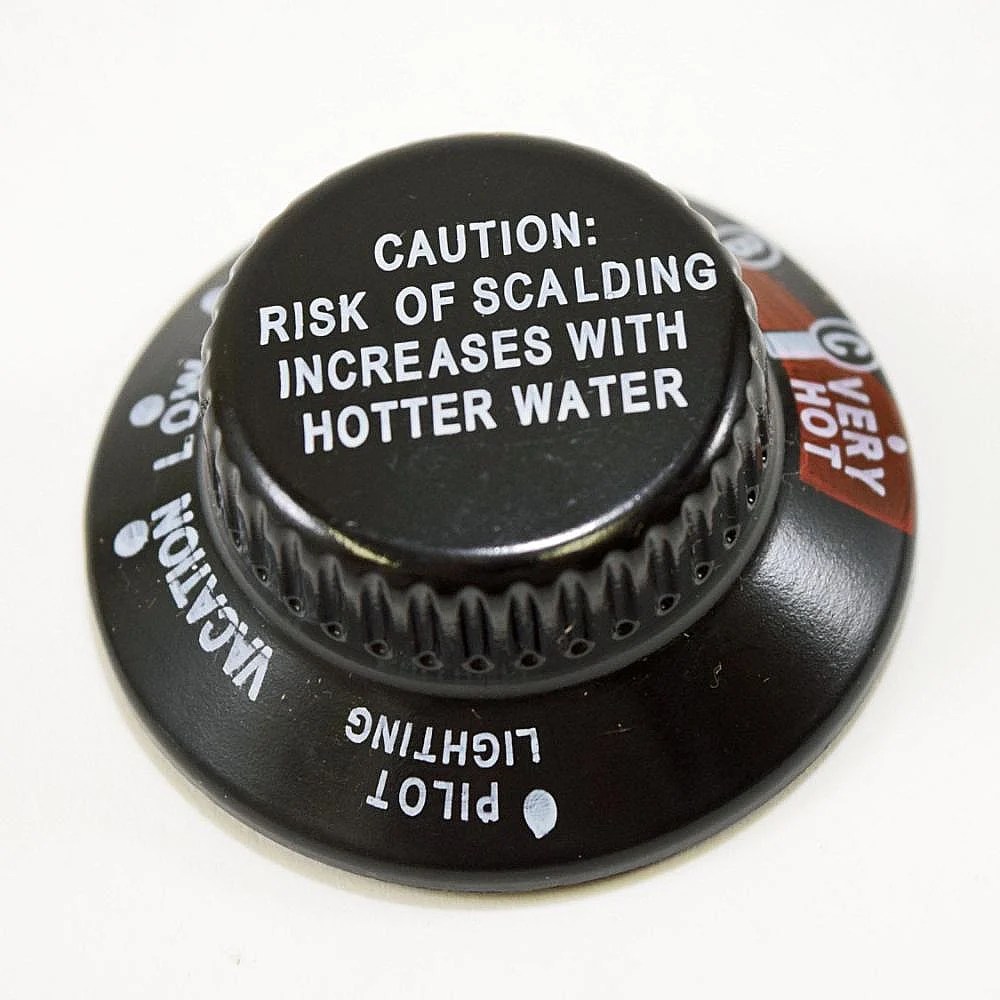 CAUTION:
RISK OF SCALDING
INCREASES WITH
HOTTER WATER
B
C
VERY
HOT
LOW
VACATION
PILOT
LIGHTING